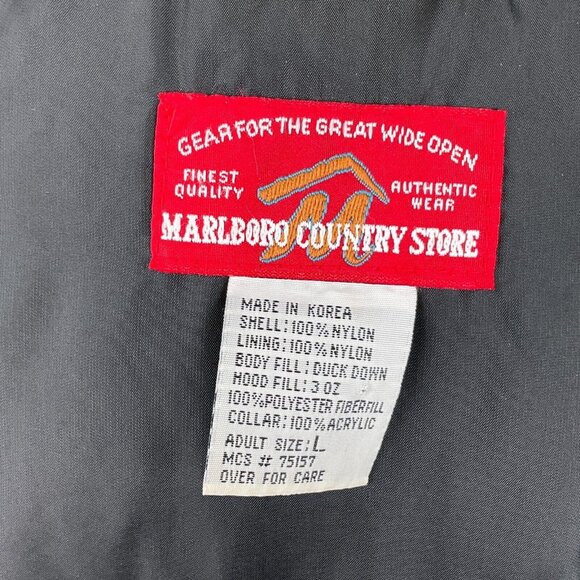 GEAR FOR THE GREAT WIDE OPEN
FINEST QUALITY
AUTHENTIC WEAR
M
MARLBORO COUNTRY STORE
MADE IN KOREA
SHELL:100%NYLON
LINING:100%NYLON
BODY FILL:DUCK DOWN
HOOD FILL:3 OZ
100%POLYESTER FIBERFILL
COLLAR:100%ACRYLIC
ADULT SIZE:L
MCS # 75157
OVER FOR CARE